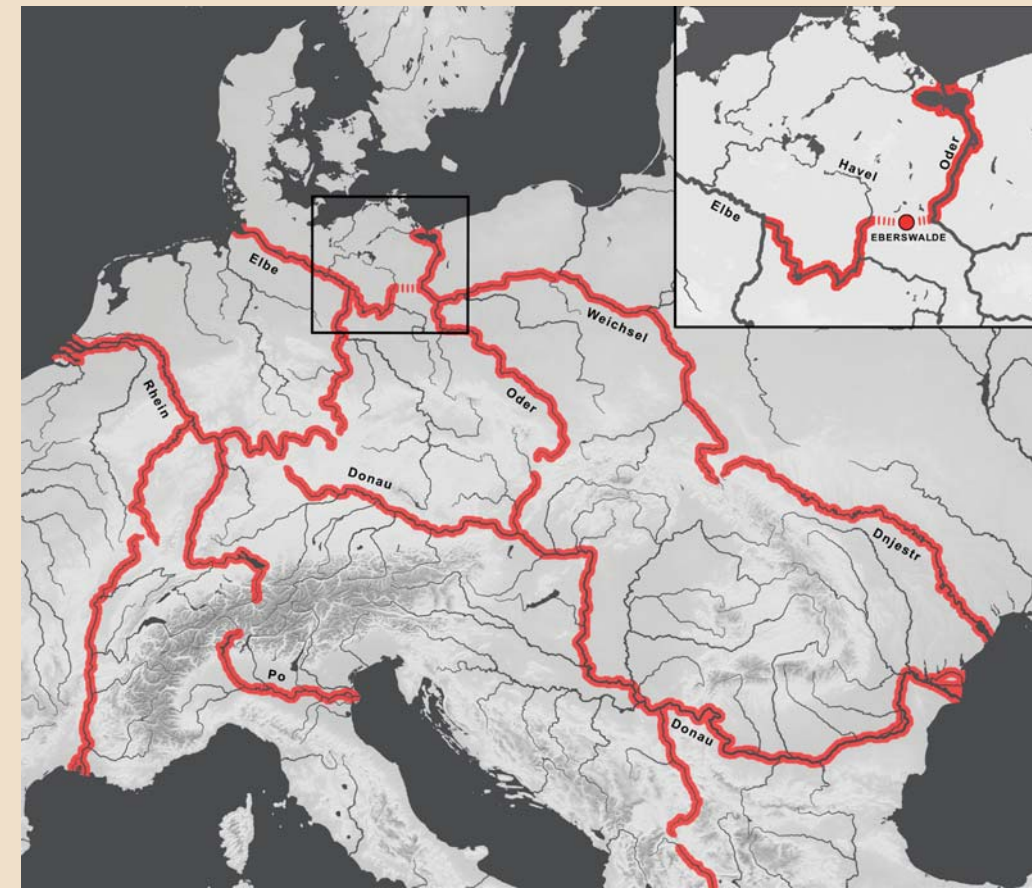 Havel
Oder
Elbe
EBERSWALDE
Elbe
Weichsel
Rhein
Oder
Donau
Dnjestr
Po
Donau